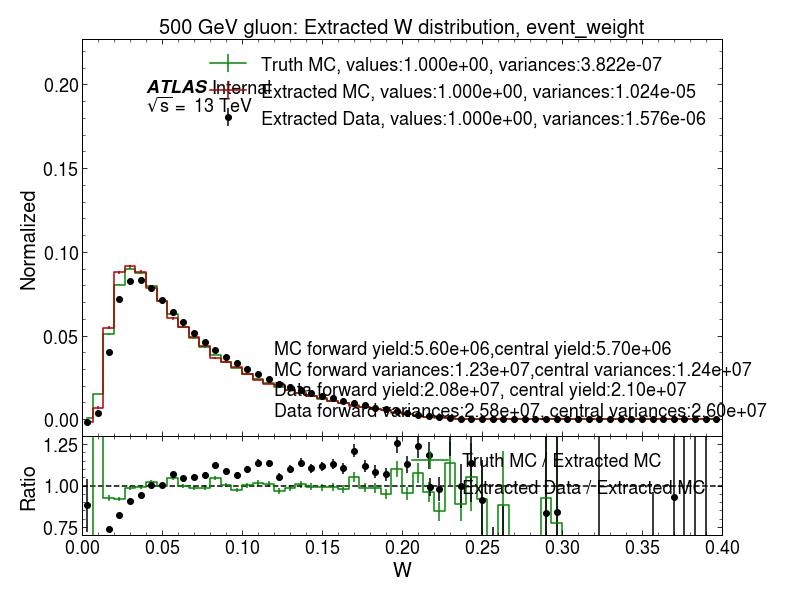 500 GeV gluon: Extracted W distribution, event_weight
Truth MC, values:1.000e+00, variances:3.822e-07
ATLAS Internal
Extracted MC, values:1.000e+00, variances:1.024e-05
√s = 13 TeV
Extracted Data, values:1.000e+00, variances:1.576e-06
Normalized
0.20
0.15
0.10
0.05
0.00
MC forward yield:5.60e+06,central yield:5.70e+06
MC forward variances:1.23e+07,central variances:1.24e+07
Data forward yield:2.08e+07, central yield:2.10e+07
Data forward variances:2.58e+07, central variances:2.60e+07
Ratio
1.25
1.00
0.75
Truth MC / Extracted MC
Extracted Data / Extracted MC
0.00 0.05 0.10 0.15 0.20 0.25 0.30 0.35 0.40
W